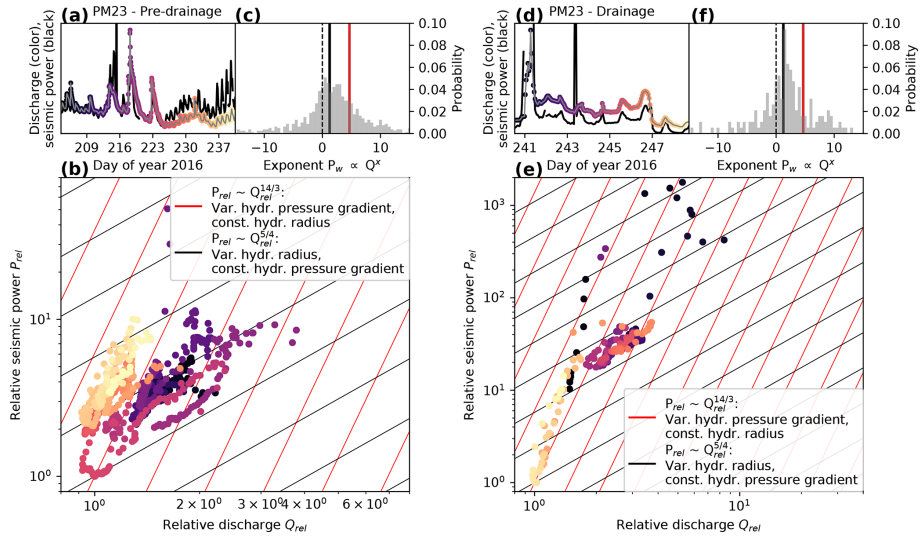 (a) PM23 - Pre-drainage
(c)
Discharge (color),
seismic power (black)
209 216 223 230 237
Day of year 2016
0.10
0.08
0.06
0.04
0.02
0.00
Probability
−10 0 10
Exponent P_w ∝ Q^x
(d) PM23 - Drainage
(f)
Discharge (color),
seismic power (black)
241 243 245 247
Day of year 2016
0.10
0.08
0.06
0.04
0.02
0.00
Probability
−10 0 10
Exponent P_w ∝ Q^x
(b)
P_rel ~ Q_rel^14/3:
Var. hydr. pressure gradient,
const. hydr. radius
P_rel ~ Q_rel^5/4:
Var. hydr. radius,
const. hydr. pressure gradient
Relative seismic power P_rel
10^1
10^0
10^0 2 × 10^0 3 × 10^0 4 × 10^0 6 × 10^0
Relative discharge Q_rel
(e)
Relative seismic power P_rel
10^3
10^2
10^1
10^0
P_rel ~ Q_rel^14/3:
Var. hydr. pressure gradient,
const. hydr. radius
P_rel ~ Q_rel^5/4:
Var. hydr. radius,
const. hydr. pressure gradient
10^0 10^1
Relative discharge Q_rel